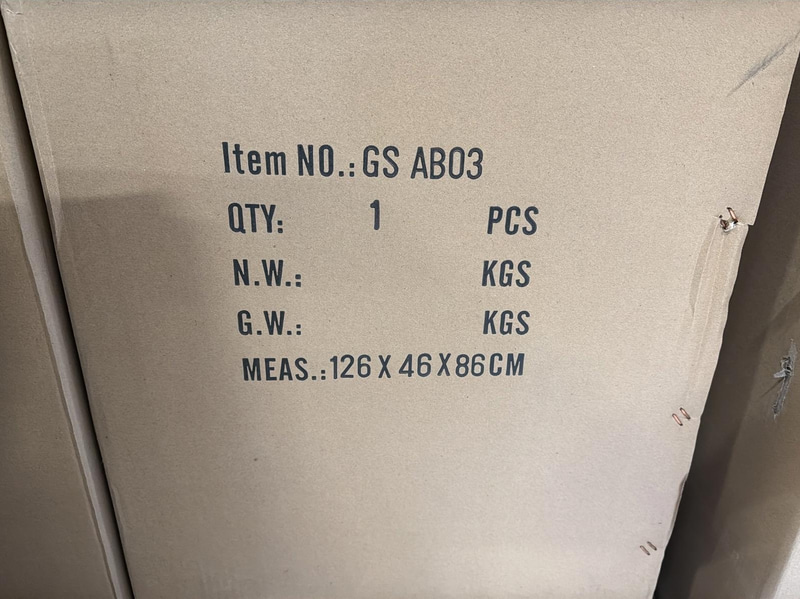 Item NO.: GS AB03
QTY: 1 PCS
N.W.: KGS
G.W.: KGS
MEAS.: 126 X 46 X 86 CM